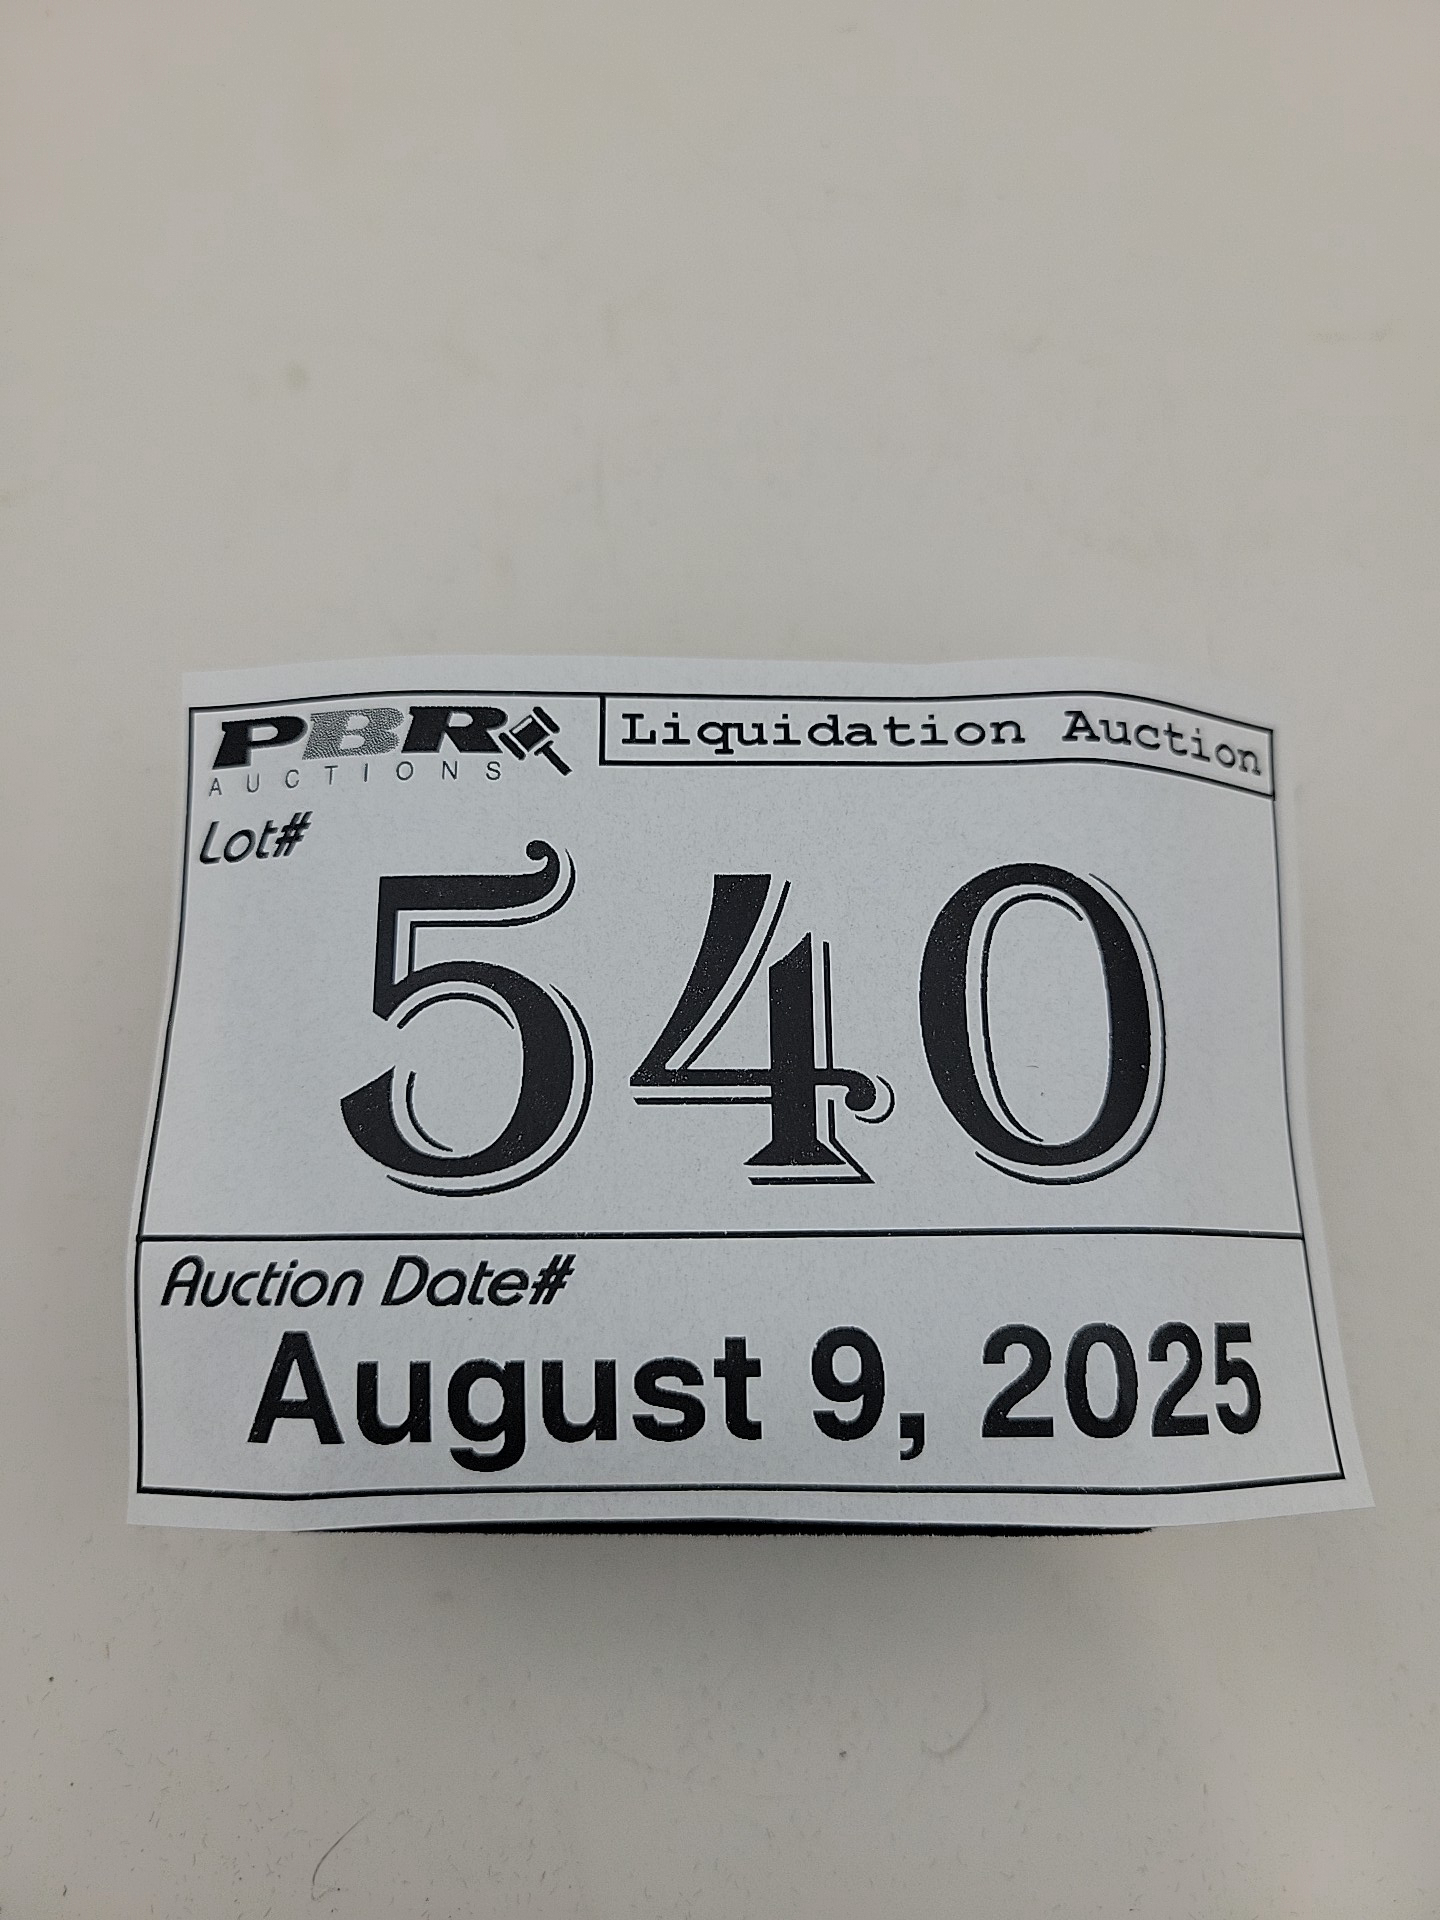 PBR
AUCTIONS
Liquidation Auction
Lot#
540
Auction Date#
August 9, 2025